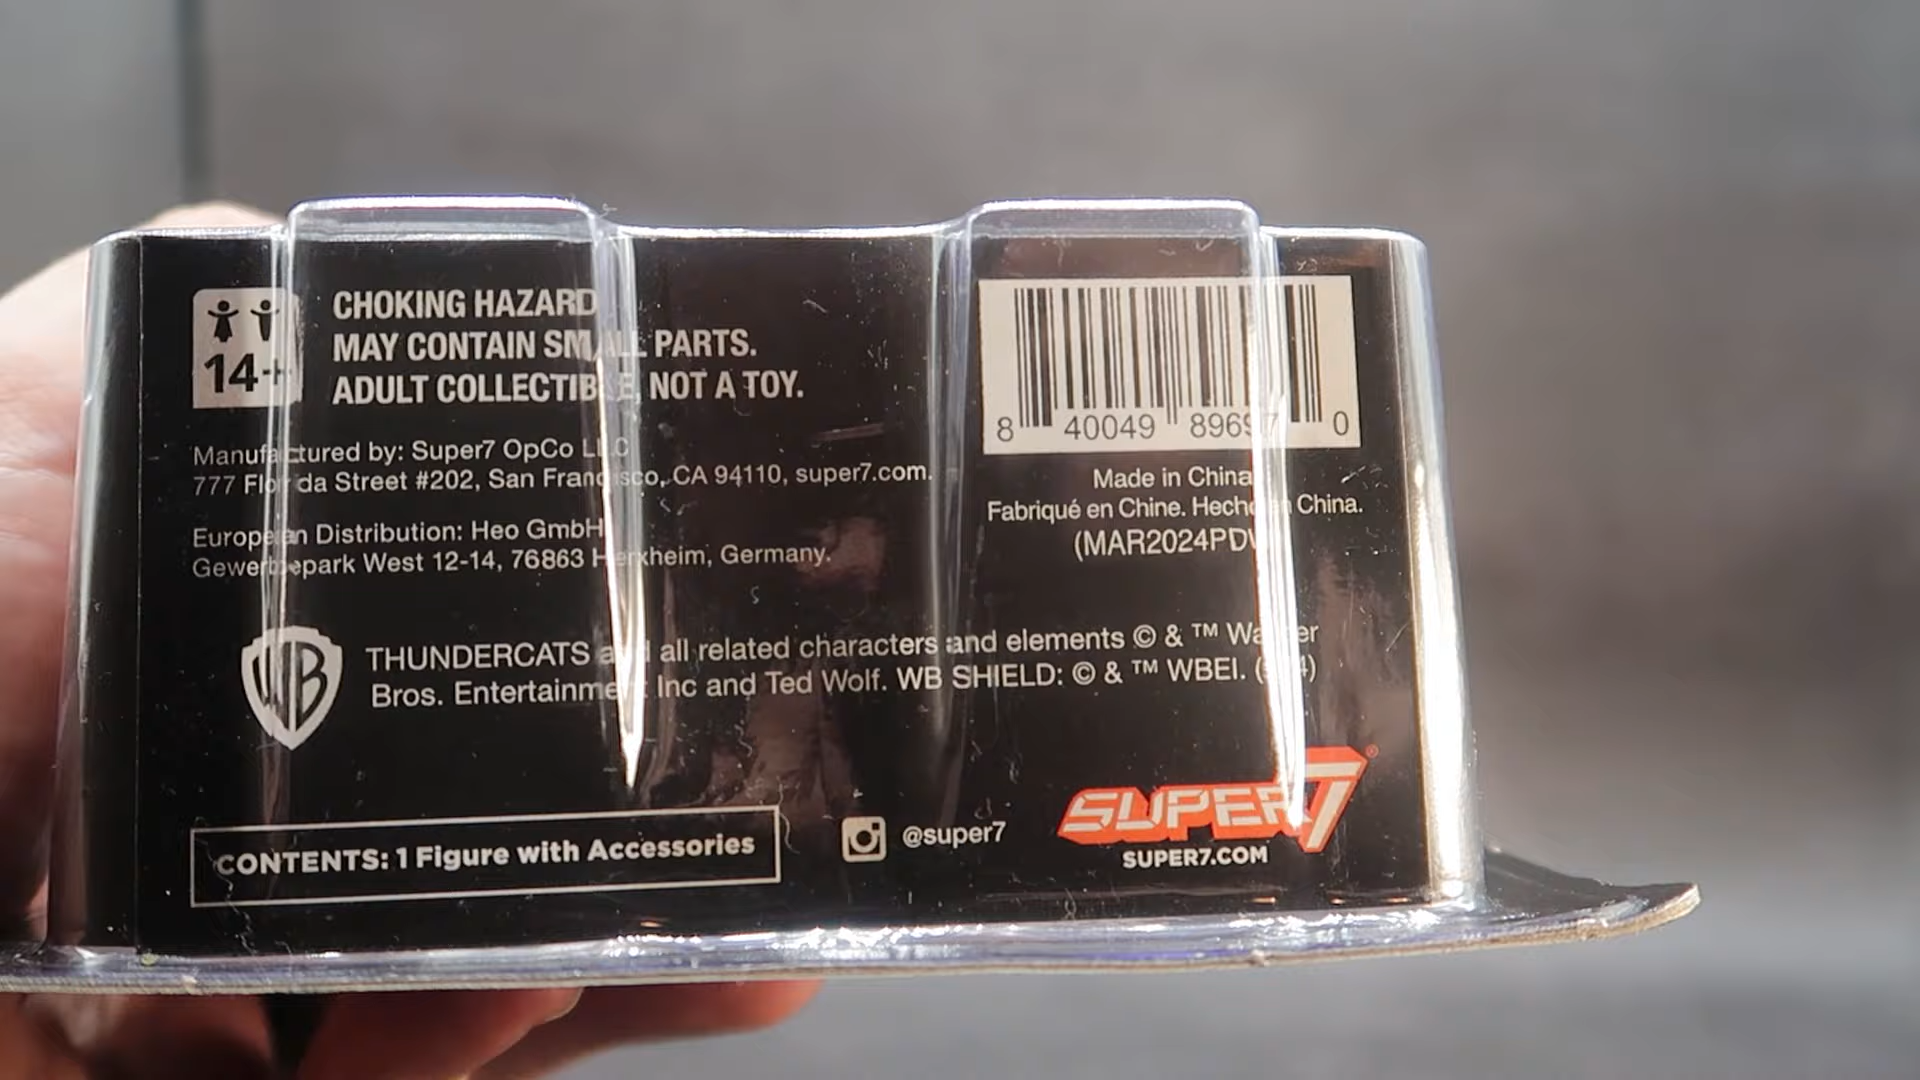 14+
CHOKING HAZARD
MAY CONTAIN SMALL PARTS.
ADULT COLLECTIBLE, NOT A TOY.
Manufactured by: Super7 OpCo LLC
777 Florida Street #202, San Francisco, CA 94110, super7.com.
European Distribution: Heo GmbH
Gewerbepark West 12-14, 76863 Herxheim, Germany.
8 40049 89697 0
Made in China.
Fabriqué en Chine. Hecho en China.
(MAR2024PDV
WB
THUNDERCATS and all related characters and elements © & ™ Warner
Bros. Entertainment Inc and Ted Wolf. WB SHIELD: © & ™ WBEI.
CONTENTS: 1 Figure with Accessories
@super7
SUPER7®
SUPER7.COM